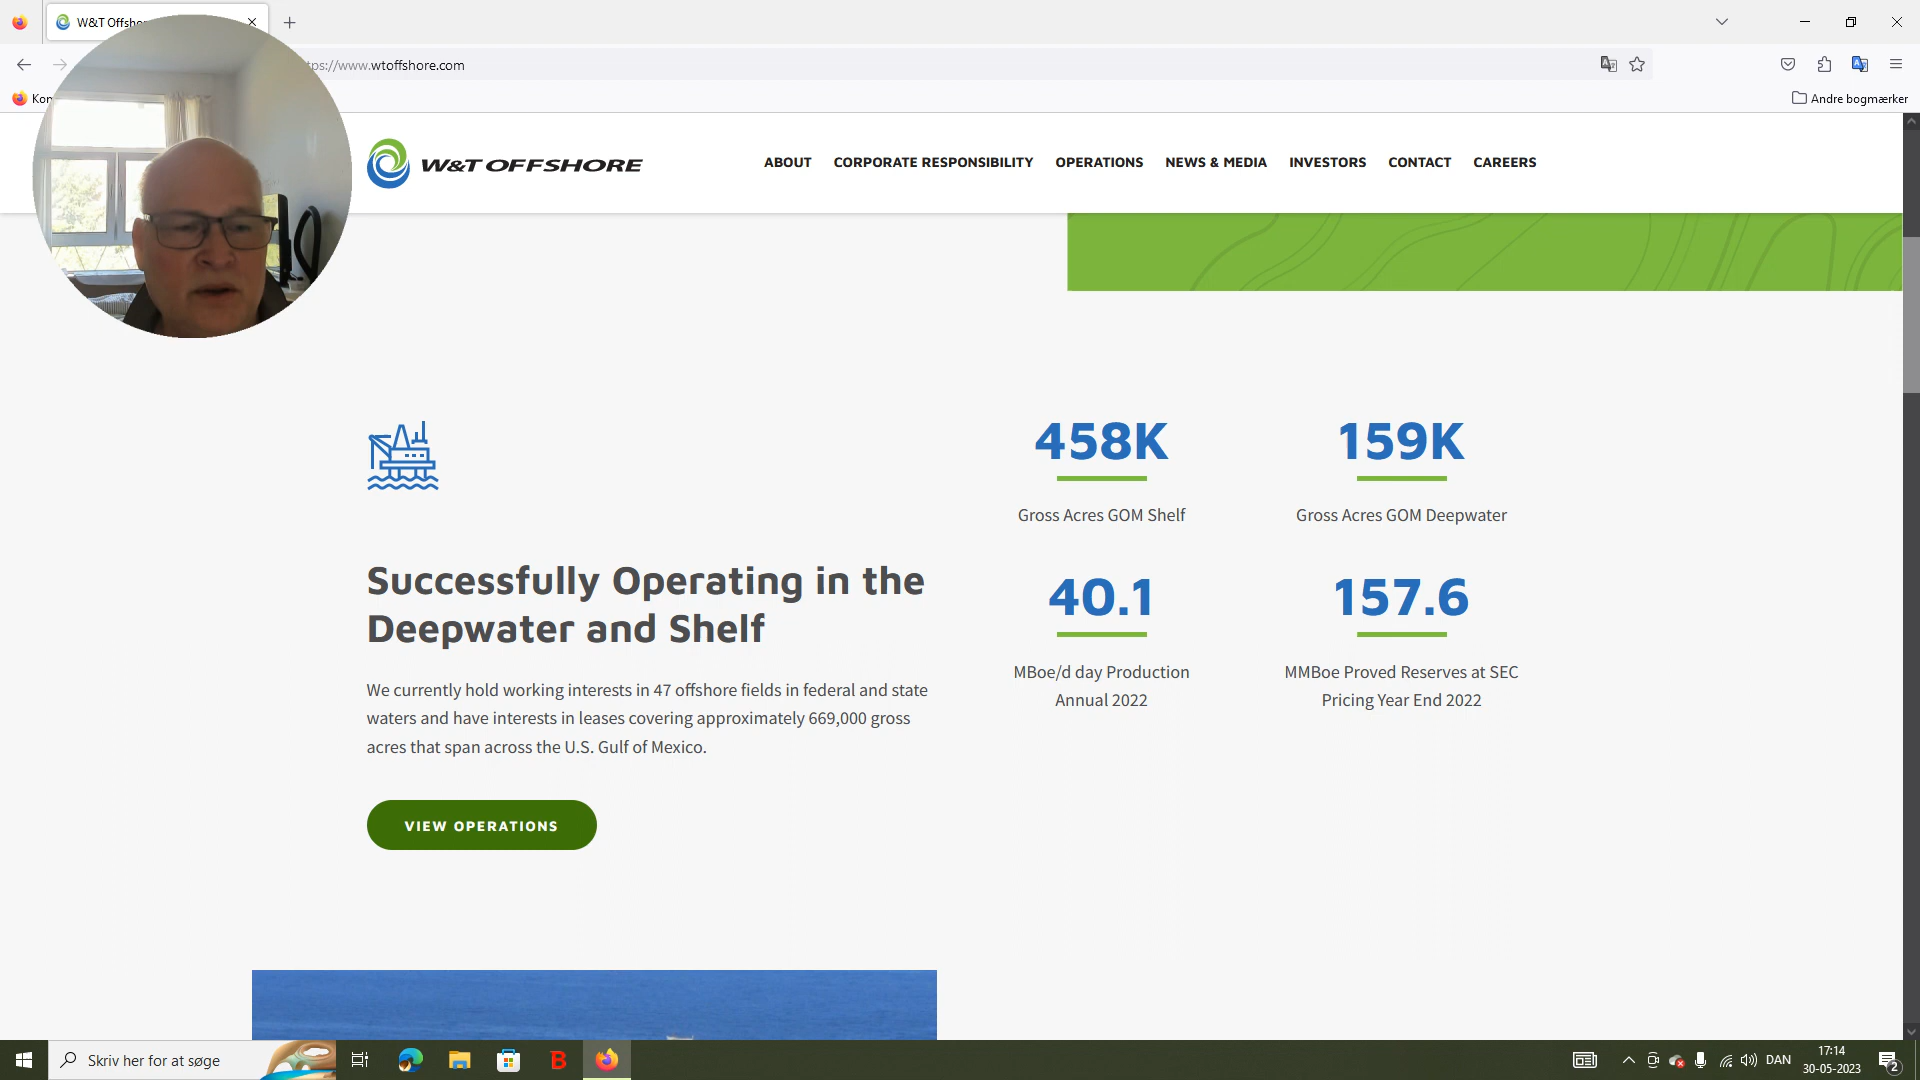 W&T Offsho
tps://www.wtoffshore.com
Kon
Andre bogmærker
W&T OFFSHORE
ABOUT CORPORATE RESPONSIBILITY OPERATIONS NEWS & MEDIA INVESTORS CONTACT CAREERS
458K
Gross Acres GOM Shelf
159K
Gross Acres GOM Deepwater
Successfully Operating in the
Deepwater and Shelf
40.1
MBoe/d day Production
Annual 2022
157.6
MMBoe Proved Reserves at SEC
Pricing Year End 2022
We currently hold working interests in 47 offshore fields in federal and state
waters and have interests in leases covering approximately 669,000 gross
acres that span across the U.S. Gulf of Mexico.
VIEW OPERATIONS
Skriv her for at søge
B
DAN
17:14
30-05-2023
2